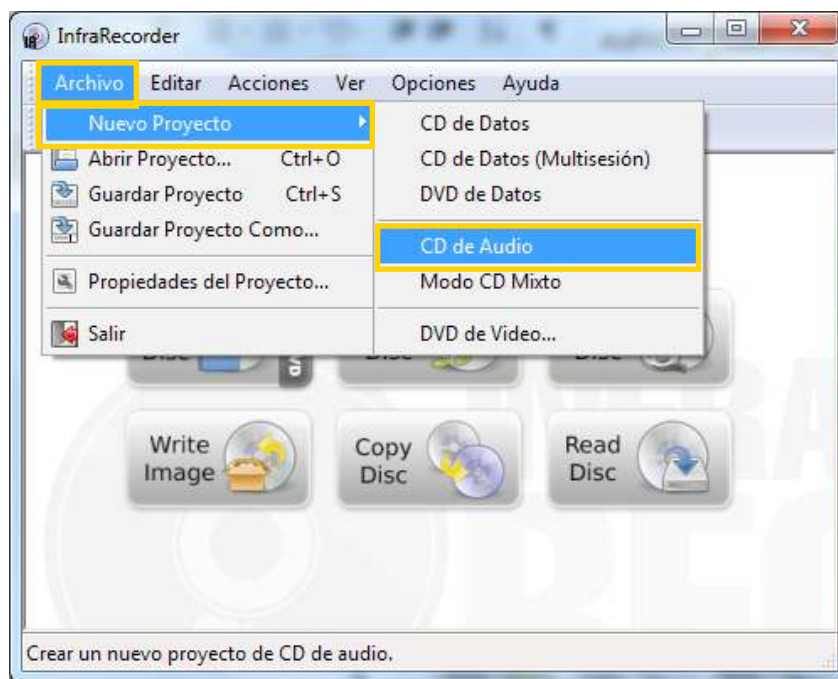 InfraRecorder
Archivo Editar Acciones Ver Opciones Ayuda
Nuevo Proyecto
Abrir Proyecto... Ctrl+O
Guardar Proyecto Ctrl+S
Guardar Proyecto Como...
Propiedades del Proyecto...
Salir
CD de Datos
CD de Datos (Multisesión)
DVD de Datos
CD de Audio
Modo CD Mixto
DVD de Video...
Write
Image
Copy
Disc
Read
Disc
Crear un nuevo proyecto de CD de audio.